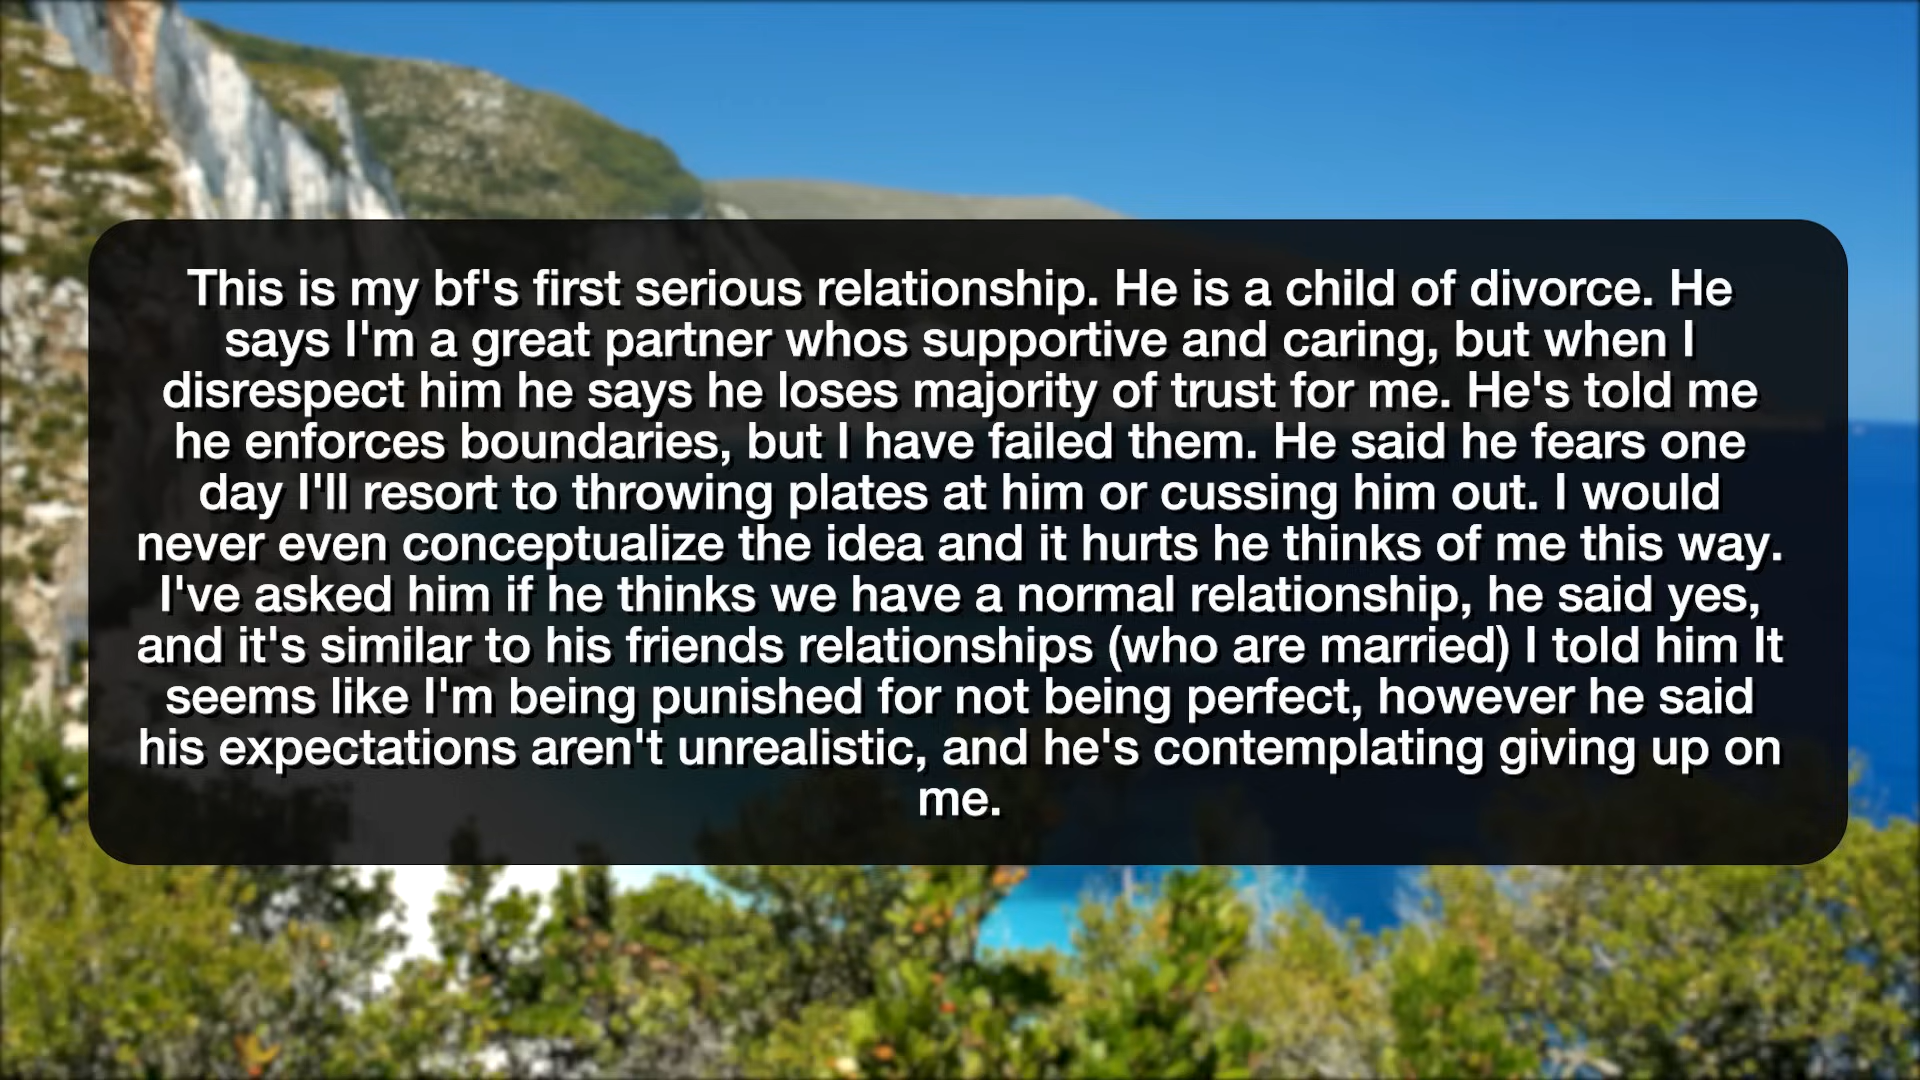 This is my bf's first serious relationship. He is a child of divorce. He
says I'm a great partner whos supportive and caring, but when I
disrespect him he says he loses majority of trust for me. He's told me
he enforces boundaries, but I have failed them. He said he fears one
day I'll resort to throwing plates at him or cussing him out. I would
never even conceptualize the idea and it hurts he thinks of me this way.
I've asked him if he thinks we have a normal relationship, he said yes,
and it's similar to his friends relationships (who are married) I told him It
seems like I'm being punished for not being perfect, however he said
his expectations aren't unrealistic, and he's contemplating giving up on
me.